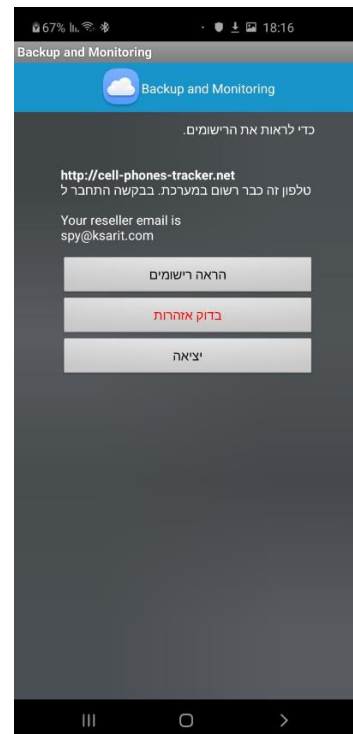 67% 18:16
Backup and Monitoring
Backup and Monitoring
כדי לראות את הרישומים.
http://cell-phones-tracker.net
טלפון זה כבר רשום במערכת. בבקשה התחבר ל
Your reseller email is
spy@ksarit.com
הראה רישומים
בדוק אזהרות
יציאה